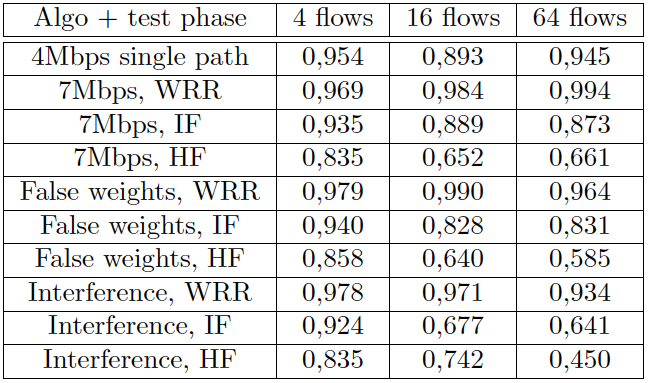 Algo + test phase 4 flows 16 flows 64 flows
4Mbps single path 0,954 0,893 0,945
7Mbps, WRR 0,969 0,984 0,994
7Mbps, IF 0,935 0,889 0,873
7Mbps, HF 0,835 0,652 0,661
False weights, WRR 0,979 0,990 0,964
False weights, IF 0,940 0,828 0,831
False weights, HF 0,858 0,640 0,585
Interference, WRR 0,978 0,971 0,934
Interference, IF 0,924 0,677 0,641
Interference, HF 0,835 0,742 0,450